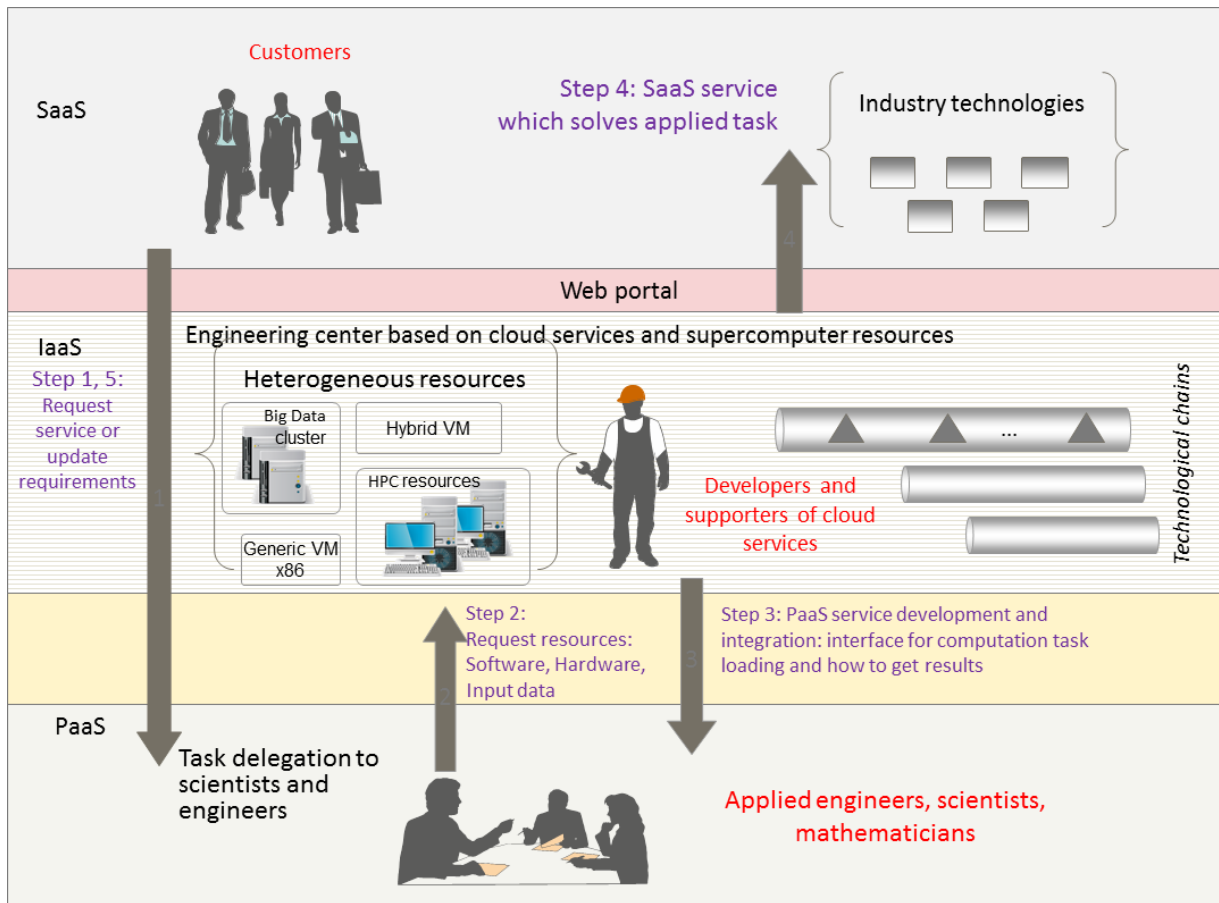 Customers
SaaS
Step 4: SaaS service
which solves applied task
Industry technologies
4
Web portal
Engineering center based on cloud services and supercomputer resources
IaaS
Step 1, 5:
Request
service or
update
requirements
1
Heterogeneous resources
Big Data
cluster
Hybrid VM
HPC resources
Generic VM
x86
Developers and
supporters of cloud
services
...
Technological chains
Step 2:
Request resources:
Software, Hardware,
Input data
2
3
Step 3: PaaS service development and
integration: interface for computation task
loading and how to get results
PaaS
Task delegation to
scientists and
engineers
Applied engineers, scientists,
mathematicians